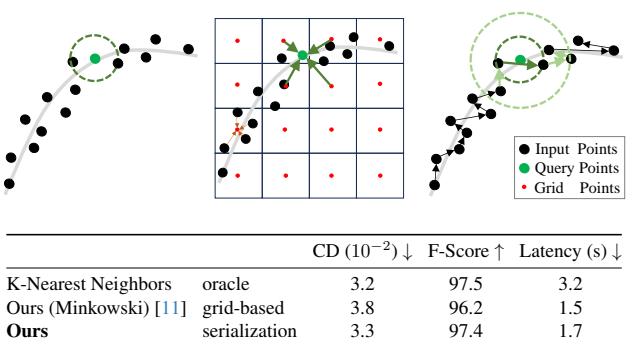 Input Points
Query Points
Grid Points
CD (10⁻²) ↓ F-Score ↑ Latency (s) ↓
K-Nearest Neighbors oracle 3.2 97.5 3.2
Ours (Minkowski) [11] grid-based 3.8 96.2 1.5
Ours serialization 3.3 97.4 1.7